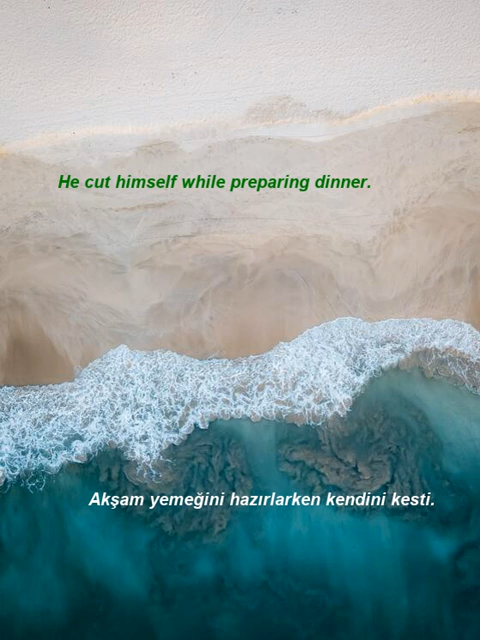 He cut himself while preparing dinner.
Akşam yemeğini hazırlarken kendini kesti.